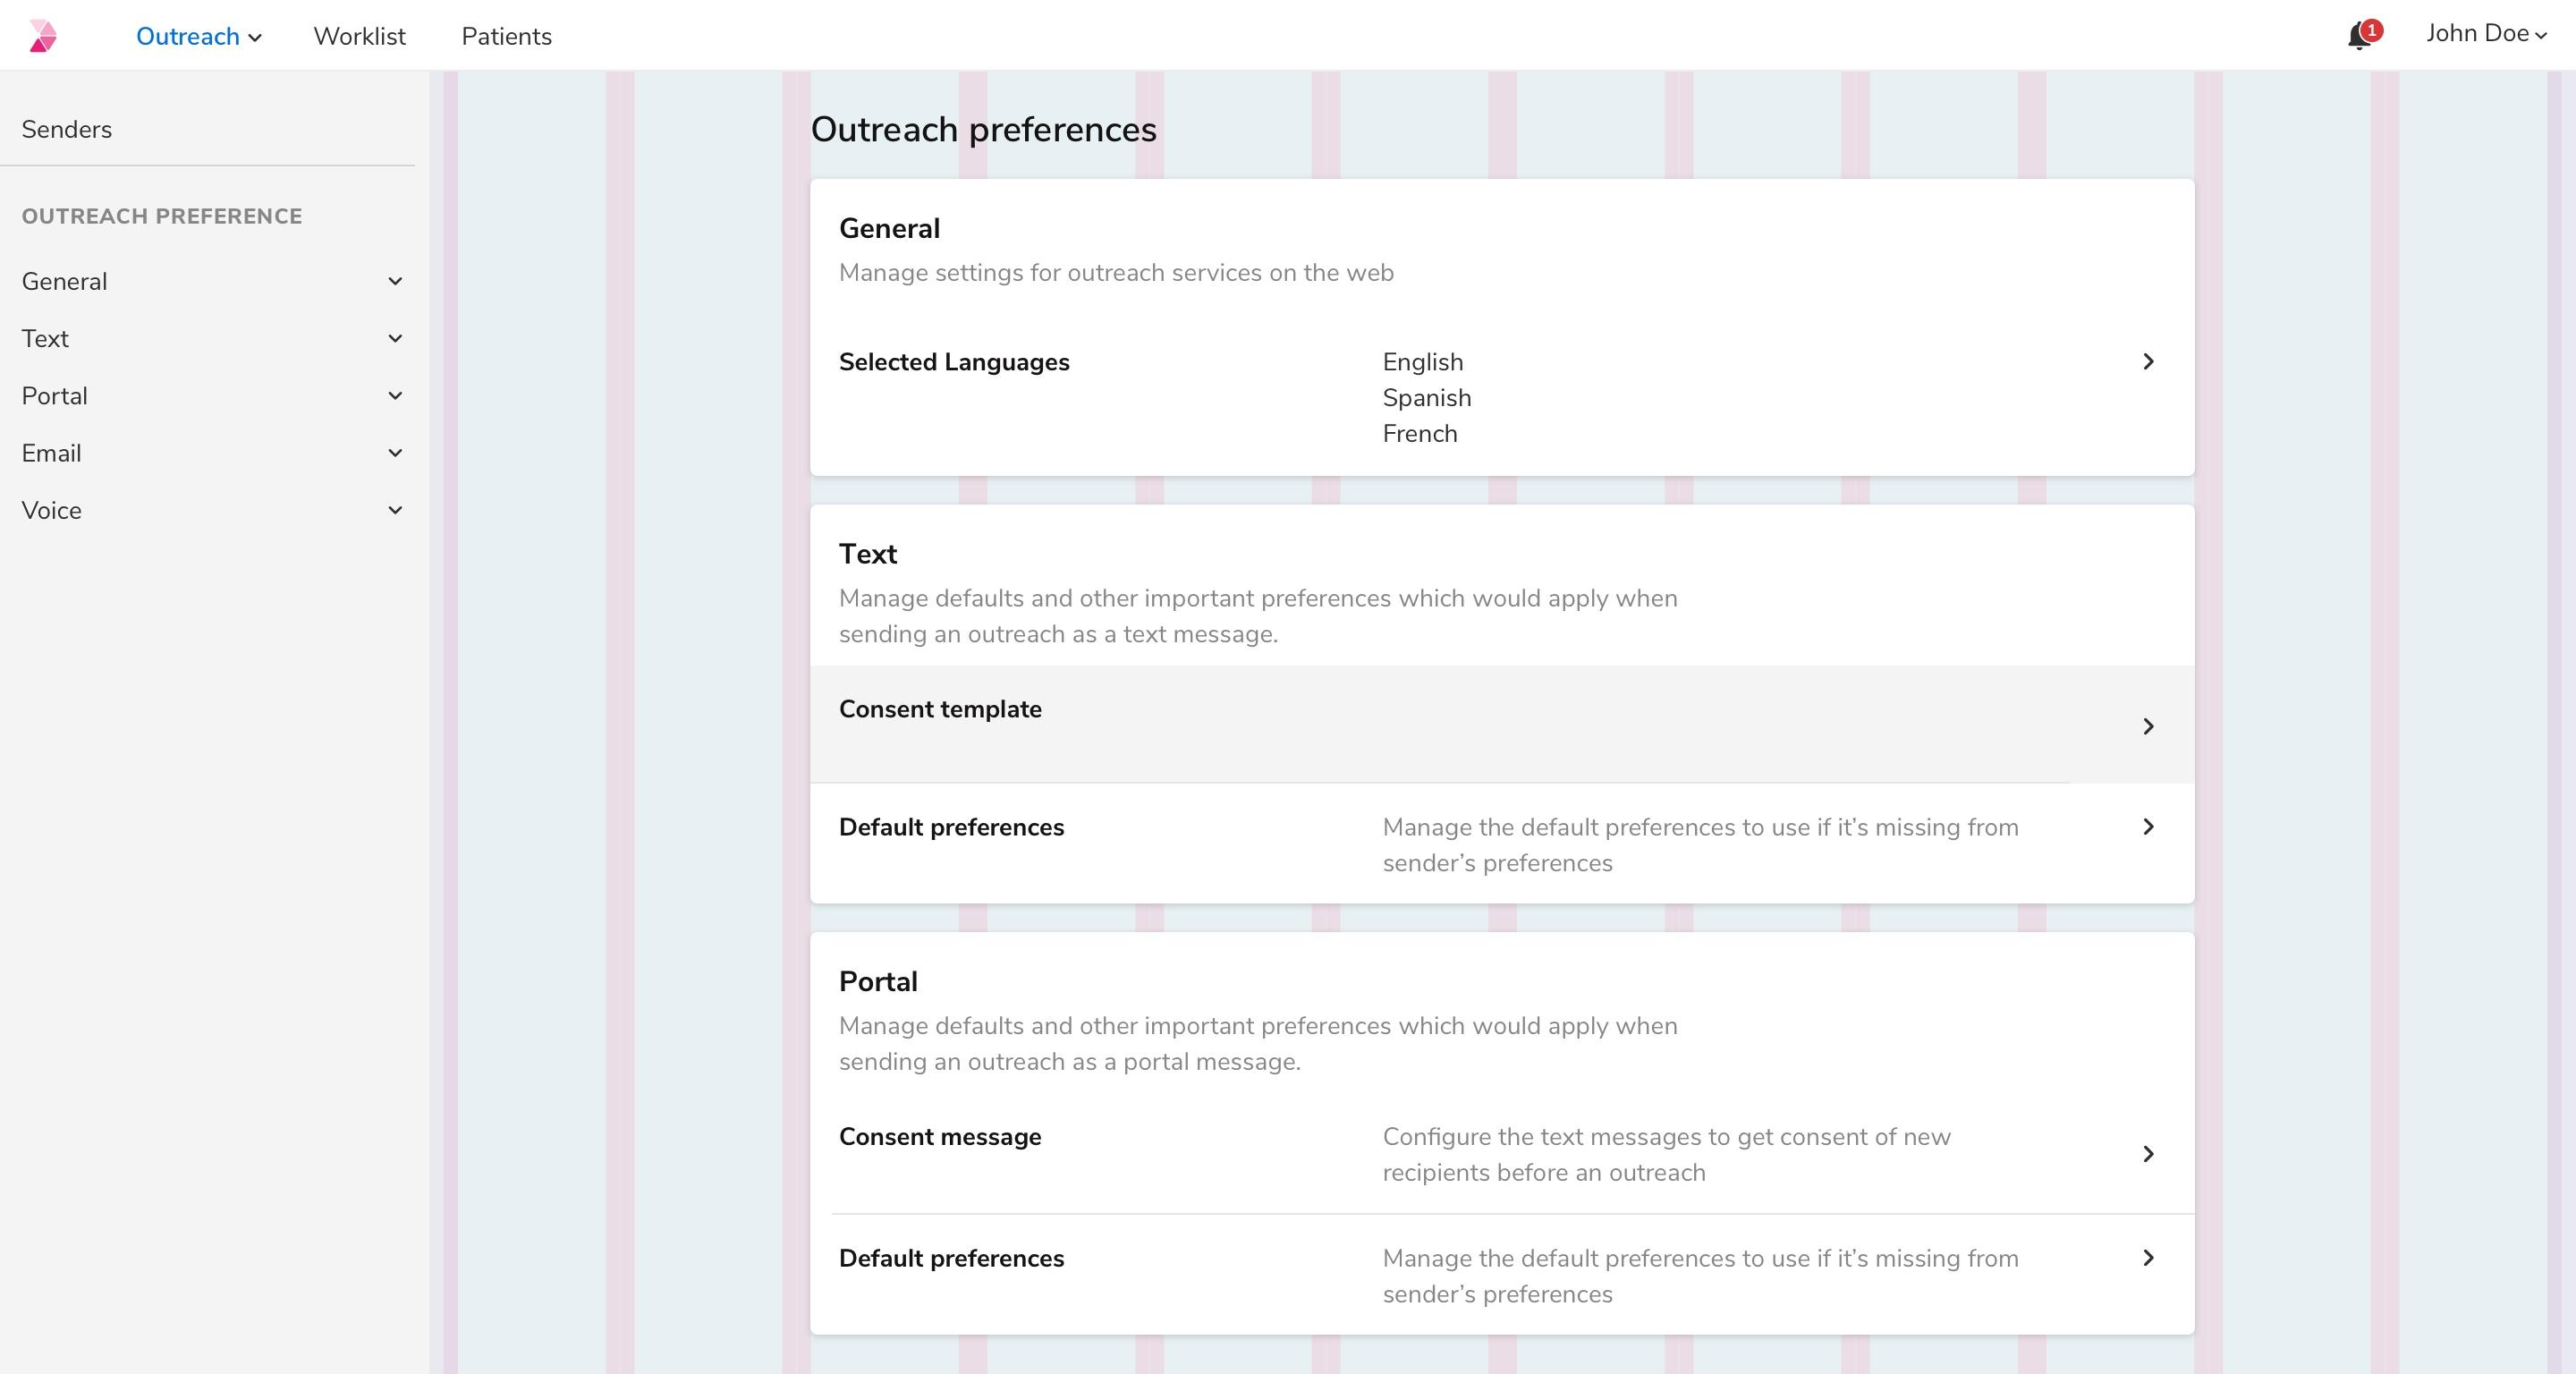 Outreach
Worklist
Patients
1
John Doe
Senders
OUTREACH PREFERENCE
General
Text
Portal
Email
Voice
Outreach preferences
General
Manage settings for outreach services on the web
Selected Languages
English
Spanish
French
Text
Manage defaults and other important preferences which would apply when
sending an outreach as a text message.
Consent template
Default preferences
Manage the default preferences to use if it’s missing from
sender’s preferences
Portal
Manage defaults and other important preferences which would apply when
sending an outreach as a portal message.
Consent message
Configure the text messages to get consent of new
recipients before an outreach
Default preferences
Manage the default preferences to use if it’s missing from
sender’s preferences